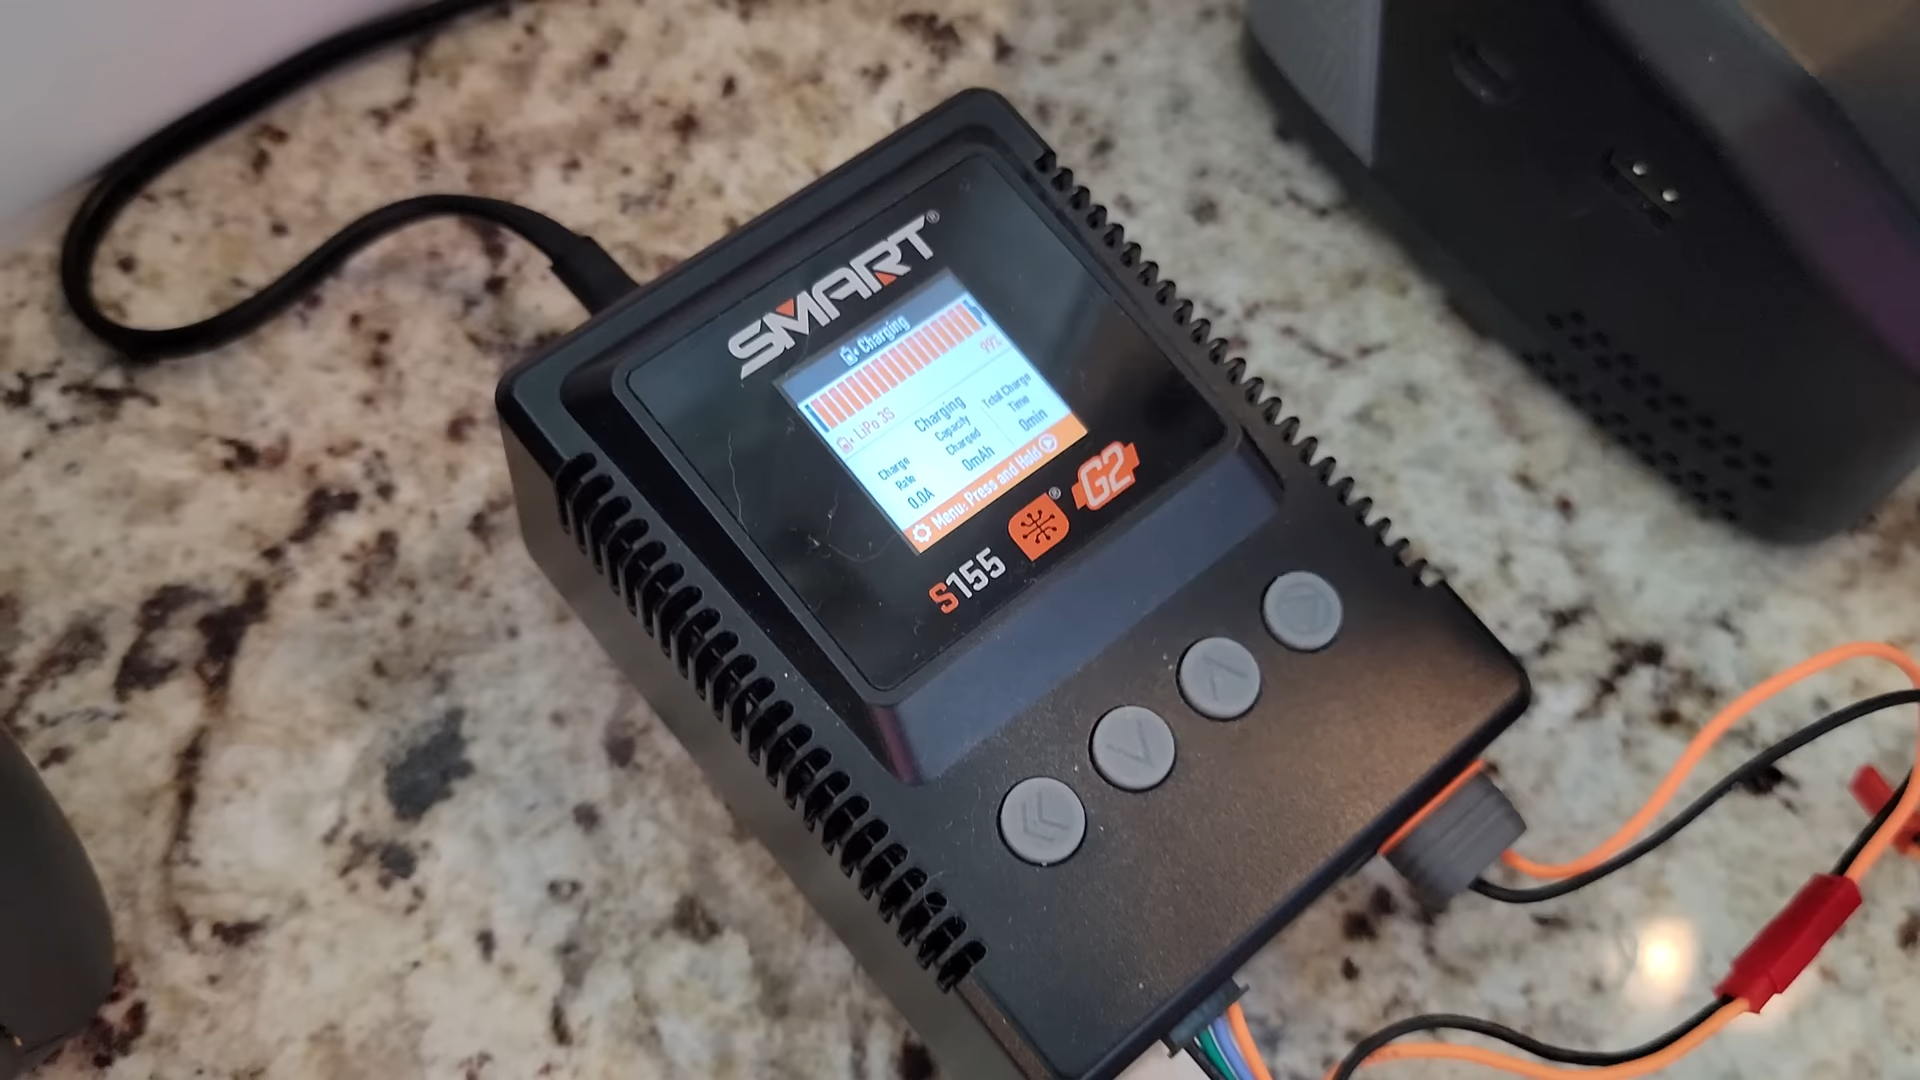 SMART®
Charging
99%
LiPo 3S
Charge
Rate
0.0A
Charging
Capacity
Charged
0mAh
Total Charge
Time
0min
Menu: Press and Hold
S155
® G2